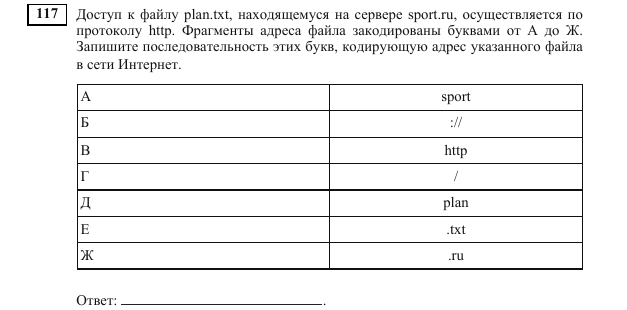 117 Доступ к файлу plan.txt, находящемуся на сервере sport.ru, осуществляется по
протоколу http. Фрагменты адреса файла закодированы буквами от А до Ж.
Запишите последовательность этих букв, кодирующую адрес указанного файла
в сети Интернет.
А sport
Б ://
В http
Г /
Д plan
Е .txt
Ж .ru
Ответ: ______________________________.